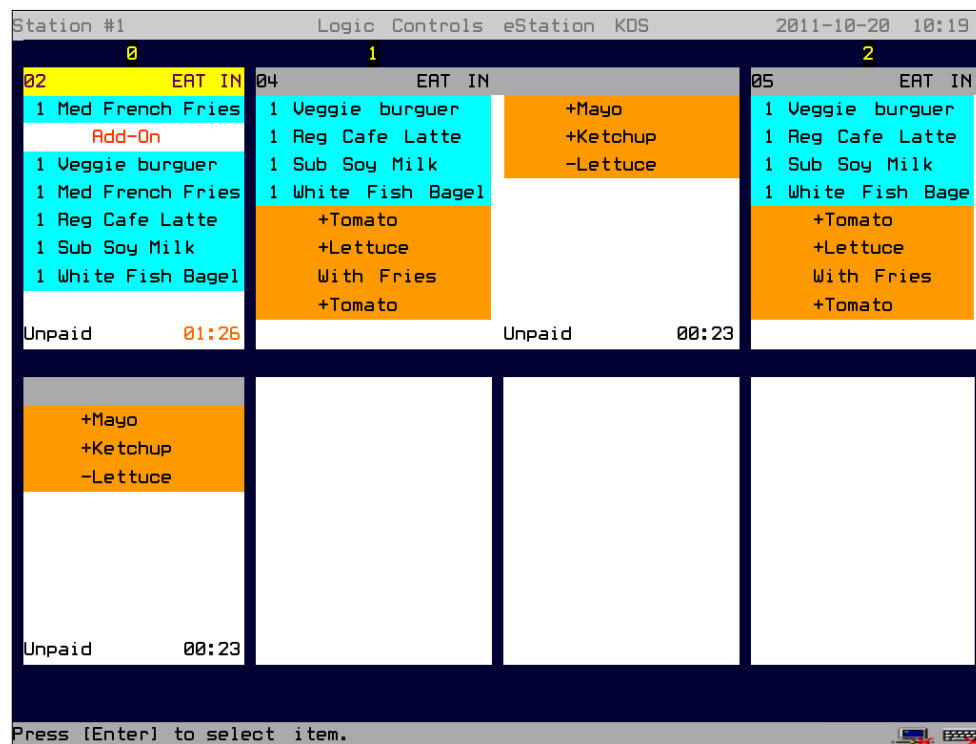 Station #1 Logic Controls eStation KDS 2011-10-20 10:19
0 1 2
02 EAT IN
1 Med French Fries
Add-On
1 Veggie burguer
1 Med French Fries
1 Reg Cafe Latte
1 Sub Soy Milk
1 White Fish Bagel
Unpaid 01:26
04 EAT IN
1 Veggie burguer
1 Reg Cafe Latte
1 Sub Soy Milk
1 White Fish Bagel
+Tomato
+Lettuce
With Fries
+Tomato
+Mayo
+Ketchup
-Lettuce
Unpaid 00:23
05 EAT IN
1 Veggie burguer
1 Reg Cafe Latte
1 Sub Soy Milk
1 White Fish Bage
+Tomato
+Lettuce
With Fries
+Tomato
+Mayo
+Ketchup
-Lettuce
Unpaid 00:23
Press [Enter] to select item.